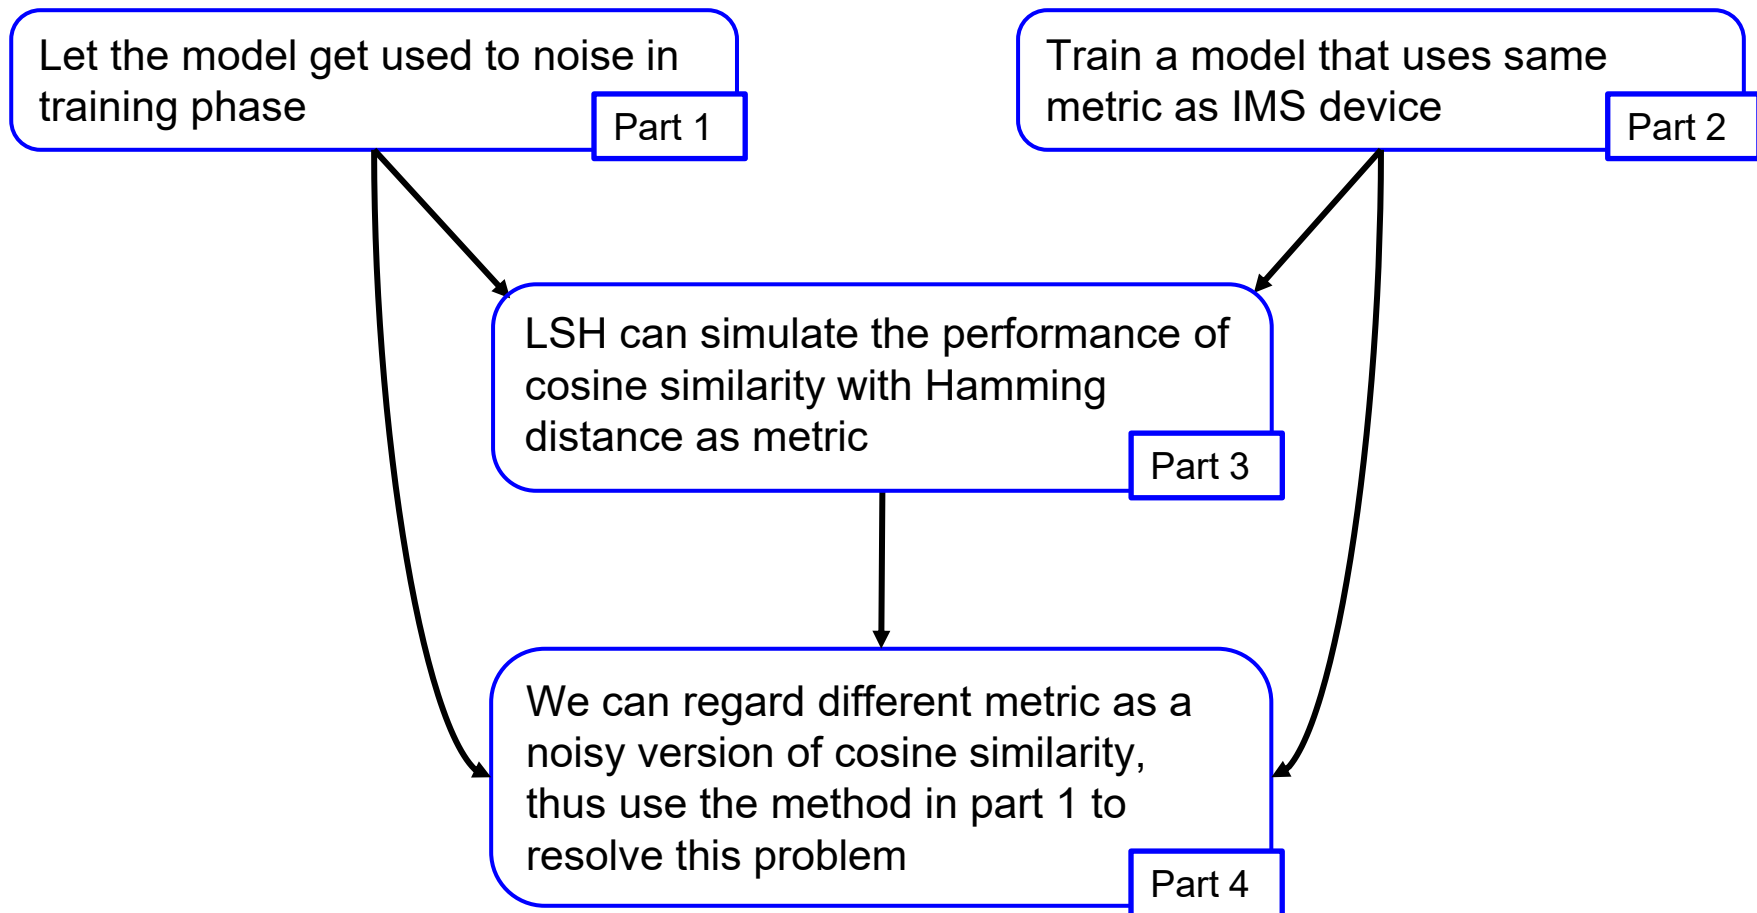 Let the model get used to noise in
training phase
Part 1
Train a model that uses same
metric as IMS device
Part 2
LSH can simulate the performance of
cosine similarity with Hamming
distance as metric
Part 3
We can regard different metric as a
noisy version of cosine similarity,
thus use the method in part 1 to
resolve this problem
Part 4